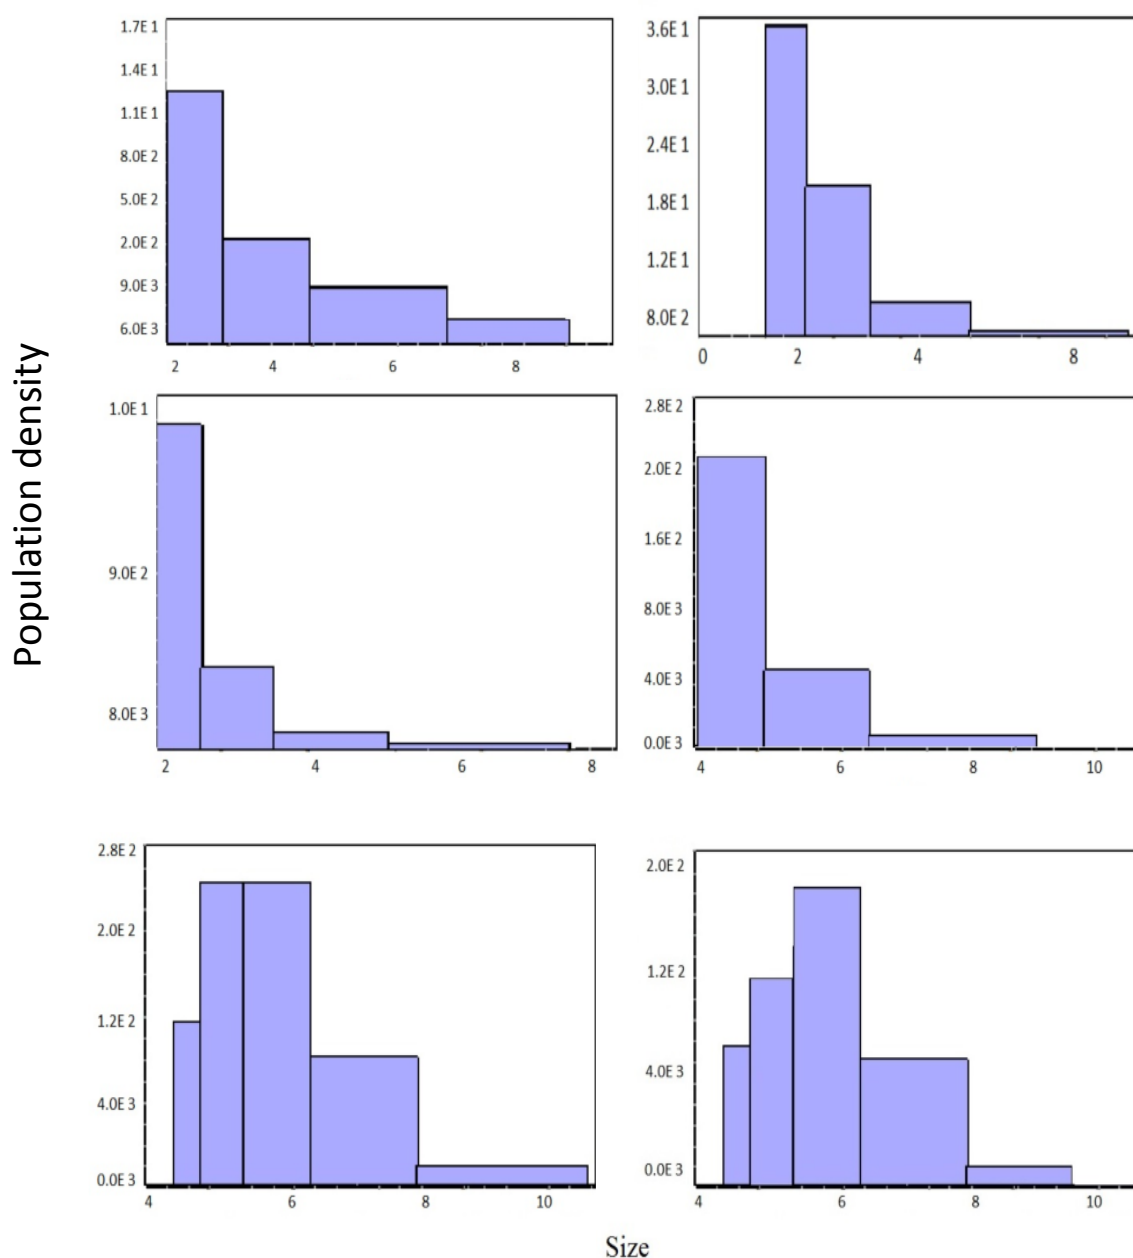 1.7E 1
1.4E 1
1.1E 1
8.0E 2
5.0E 2
2.0E 2
9.0E 3
6.0E 3
2 4 6 8
3.6E 1
3.0E 1
2.4E 1
1.8E 1
1.2E 1
8.0E 2
0 2 4 8
Population density
1.0E 1
9.0E 2
8.0E 3
2 4 6 8
2.8E 2
2.0E 2
1.6E 2
8.0E 3
4.0E 3
0.0E 3
4 6 8 10
2.8E 2
2.0E 2
1.2E 2
4.0E 3
0.0E 3
4 6 8 10
2.0E 2
1.2E 2
4.0E 3
0.0E 3
4 6 8 10
Size